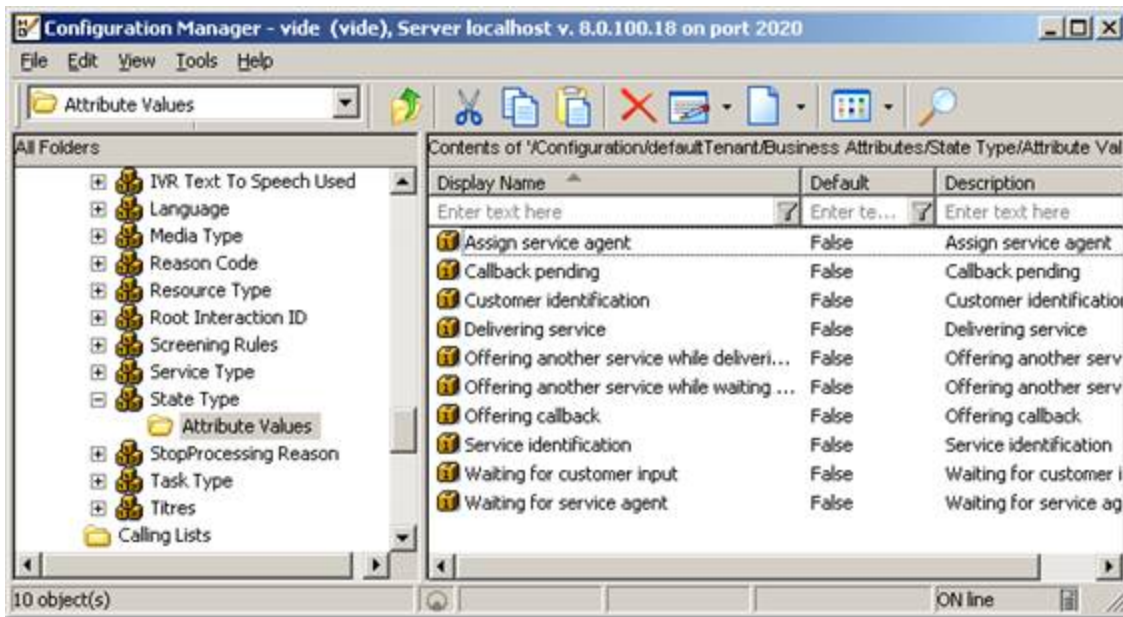 Configuration Manager - vide (vide), Server localhost v. 8.0.100.18 on port 2020
File Edit View Tools Help
Attribute Values
All Folders
IVR Text To Speech Used
Language
Media Type
Reason Code
Resource Type
Root Interaction ID
Screening Rules
Service Type
State Type
Attribute Values
StopProcessing Reason
Task Type
Titres
Calling Lists
Contents of '/Configuration/defaultTenant/Business Attributes/State Type/Attribute Val
Display Name Default Description
Enter text here Enter te... Enter text here
Assign service agent False Assign service agent
Callback pending False Callback pending
Customer identification False Customer identification
Delivering service False Delivering service
Offering another service while deliveri... False Offering another serv
Offering another service while waiting ... False Offering another serv
Offering callback False Offering callback
Service identification False Service identification
Waiting for customer input False Waiting for customer i
Waiting for service agent False Waiting for service ag
10 object(s) ON line